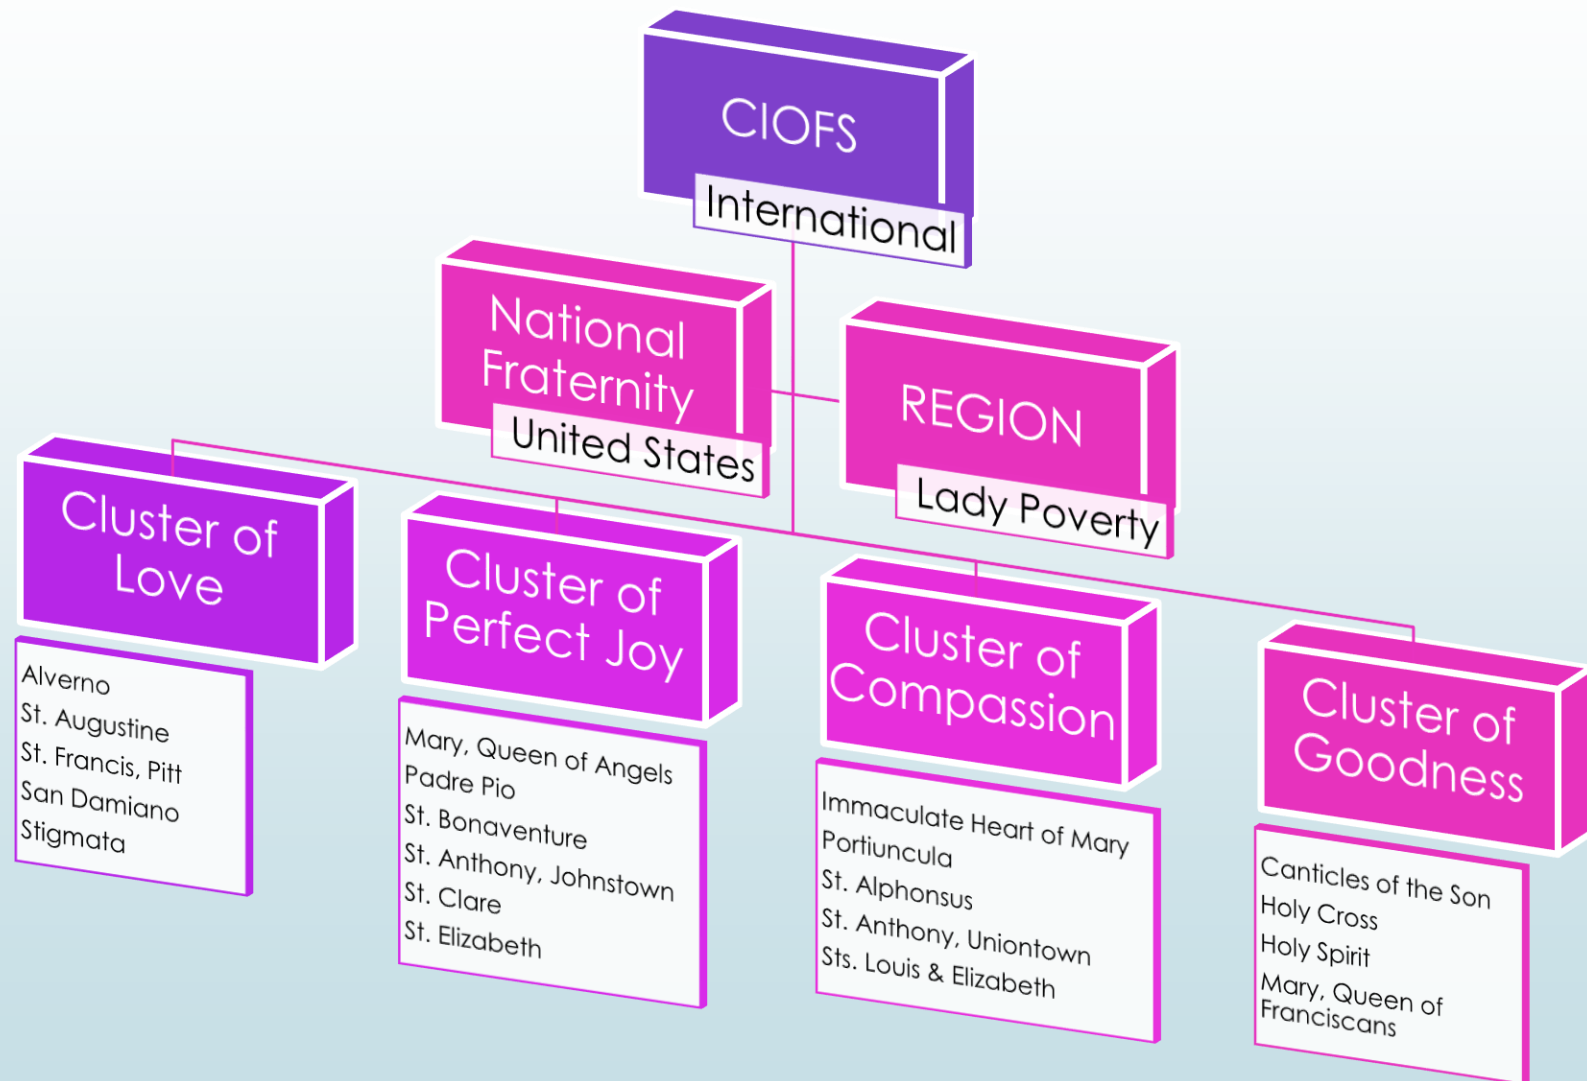 CIOFS
International
National
Fraternity
United States
REGION
Lady Poverty
Cluster of
Love
Alverno
St. Augustine
St. Francis, Pitt
San Damiano
Stigmata
Cluster of
Perfect Joy
Mary, Queen of Angels
Padre Pio
St. Bonaventure
St. Anthony, Johnstown
St. Clare
St. Elizabeth
Cluster of
Compassion
Immaculate Heart of Mary
Portiuncula
St. Alphonsus
St. Anthony, Uniontown
Sts. Louis & Elizabeth
Cluster of
Goodness
Canticles of the Son
Holy Cross
Holy Spirit
Mary, Queen of
Franciscans